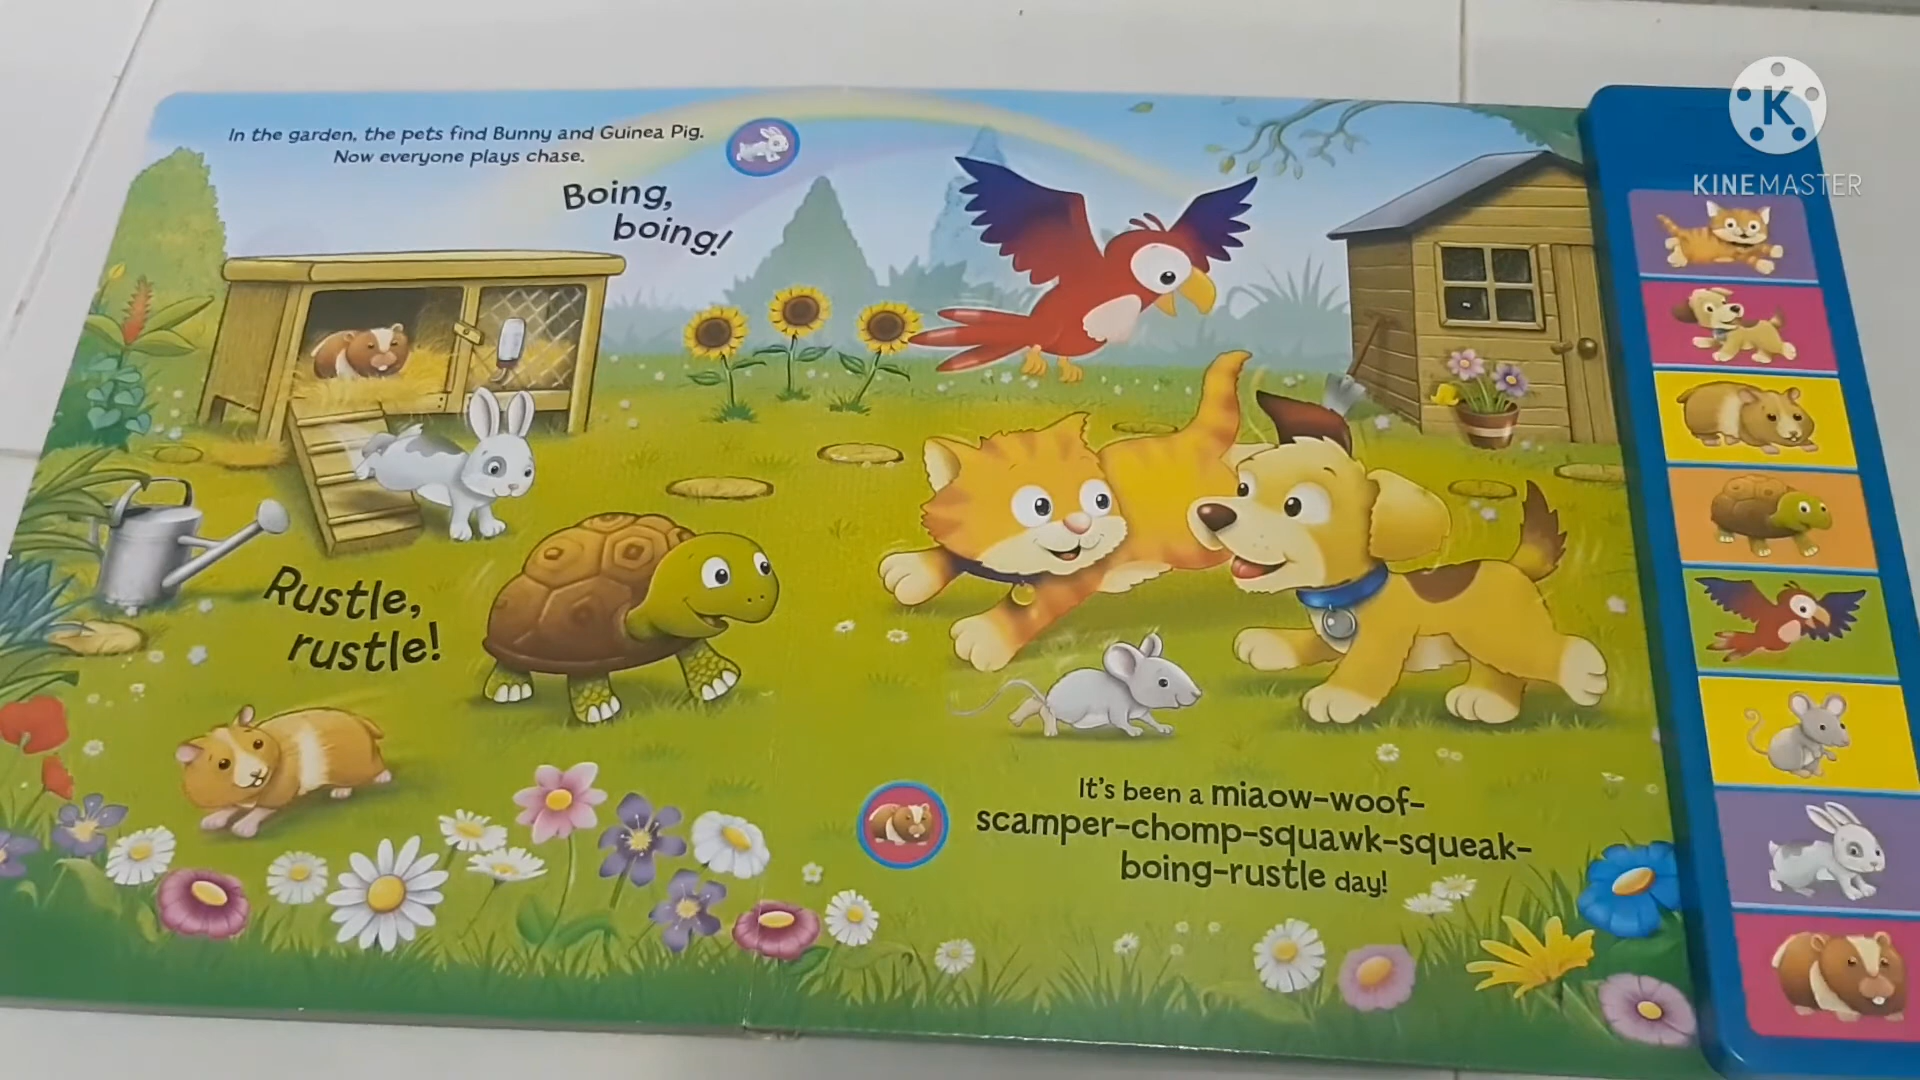 In the garden, the pets find Bunny and Guinea Pig.
Now everyone plays chase.
Boing,
boing!
Rustle,
rustle!
It's been a miaow-woof-
scamper-chomp-squawk-squeak-
boing-rustle day!
K
KINEMASTER